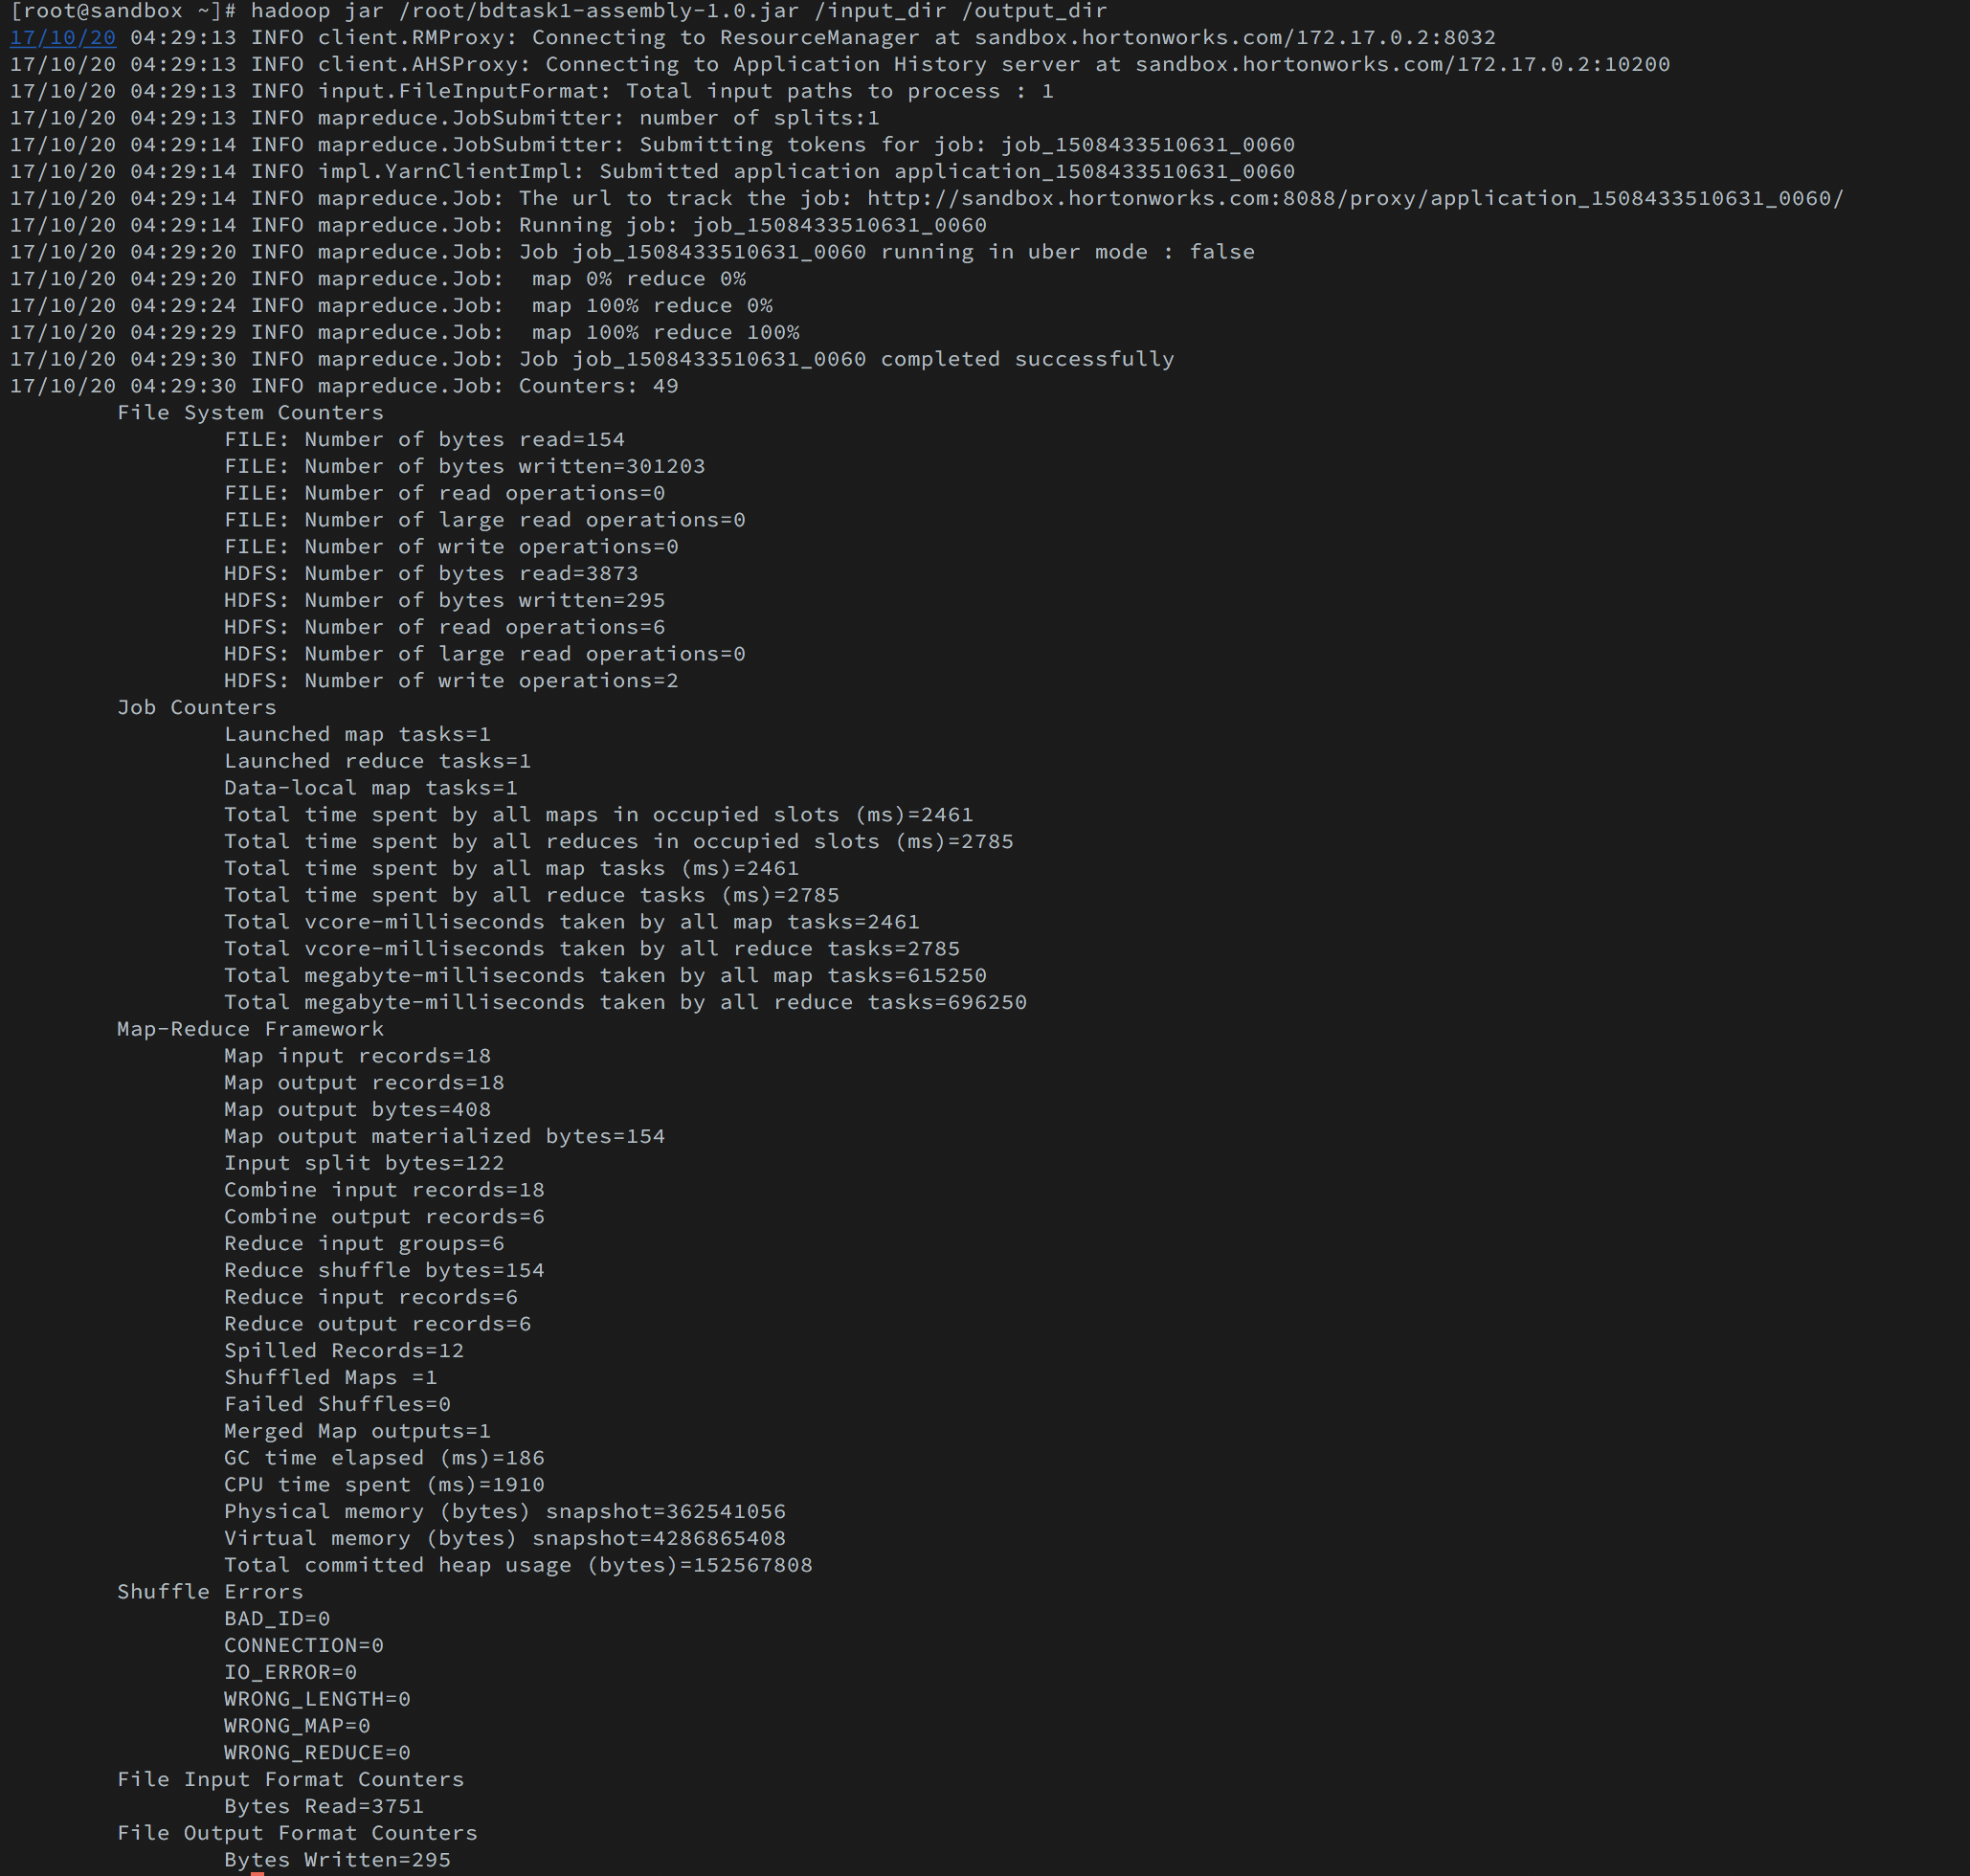 [root@sandbox ~]# hadoop jar /root/bdtask1-assembly-1.0.jar /input_dir /output_dir
17/10/20 04:29:13 INFO client.RMProxy: Connecting to ResourceManager at sandbox.hortonworks.com/172.17.0.2:8032
17/10/20 04:29:13 INFO client.AHSProxy: Connecting to Application History server at sandbox.hortonworks.com/172.17.0.2:10200
17/10/20 04:29:13 INFO input.FileInputFormat: Total input paths to process : 1
17/10/20 04:29:13 INFO mapreduce.JobSubmitter: number of splits:1
17/10/20 04:29:14 INFO mapreduce.JobSubmitter: Submitting tokens for job: job_1508433510631_0060
17/10/20 04:29:14 INFO impl.YarnClientImpl: Submitted application application_1508433510631_0060
17/10/20 04:29:14 INFO mapreduce.Job: The url to track the job: http://sandbox.hortonworks.com:8088/proxy/application_1508433510631_0060/
17/10/20 04:29:14 INFO mapreduce.Job: Running job: job_1508433510631_0060
17/10/20 04:29:20 INFO mapreduce.Job: Job job_1508433510631_0060 running in uber mode : false
17/10/20 04:29:20 INFO mapreduce.Job:  map 0% reduce 0%
17/10/20 04:29:24 INFO mapreduce.Job:  map 100% reduce 0%
17/10/20 04:29:29 INFO mapreduce.Job:  map 100% reduce 100%
17/10/20 04:29:30 INFO mapreduce.Job: Job job_1508433510631_0060 completed successfully
17/10/20 04:29:30 INFO mapreduce.Job: Counters: 49
File System Counters
FILE: Number of bytes read=154
FILE: Number of bytes written=301203
FILE: Number of read operations=0
FILE: Number of large read operations=0
FILE: Number of write operations=0
HDFS: Number of bytes read=3873
HDFS: Number of bytes written=295
HDFS: Number of read operations=6
HDFS: Number of large read operations=0
HDFS: Number of write operations=2
Job Counters
Launched map tasks=1
Launched reduce tasks=1
Data-local map tasks=1
Total time spent by all maps in occupied slots (ms)=2461
Total time spent by all reduces in occupied slots (ms)=2785
Total time spent by all map tasks (ms)=2461
Total time spent by all reduce tasks (ms)=2785
Total vcore-milliseconds taken by all map tasks=2461
Total vcore-milliseconds taken by all reduce tasks=2785
Total megabyte-milliseconds taken by all map tasks=615250
Total megabyte-milliseconds taken by all reduce tasks=696250
Map-Reduce Framework
Map input records=18
Map output records=18
Map output bytes=408
Map output materialized bytes=154
Input split bytes=122
Combine input records=18
Combine output records=6
Reduce input groups=6
Reduce shuffle bytes=154
Reduce input records=6
Reduce output records=6
Spilled Records=12
Shuffled Maps =1
Failed Shuffles=0
Merged Map outputs=1
GC time elapsed (ms)=186
CPU time spent (ms)=1910
Physical memory (bytes) snapshot=362541056
Virtual memory (bytes) snapshot=4286865408
Total committed heap usage (bytes)=152567808
Shuffle Errors
BAD_ID=0
CONNECTION=0
IO_ERROR=0
WRONG_LENGTH=0
WRONG_MAP=0
WRONG_REDUCE=0
File Input Format Counters
Bytes Read=3751
File Output Format Counters
Bytes Written=295